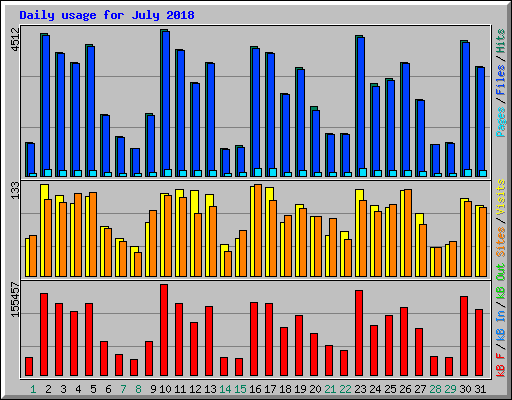 Daily usage for July 2018
4512
133
155457
Pages / Files / Hits
Sites / Visits
kB F / kB In / kB Out
1 2 3 4 5 6 7 8 9 10 11 12 13 14 15 16 17 18 19 20 21 22 23 24 25 26 27 28 29 30 31